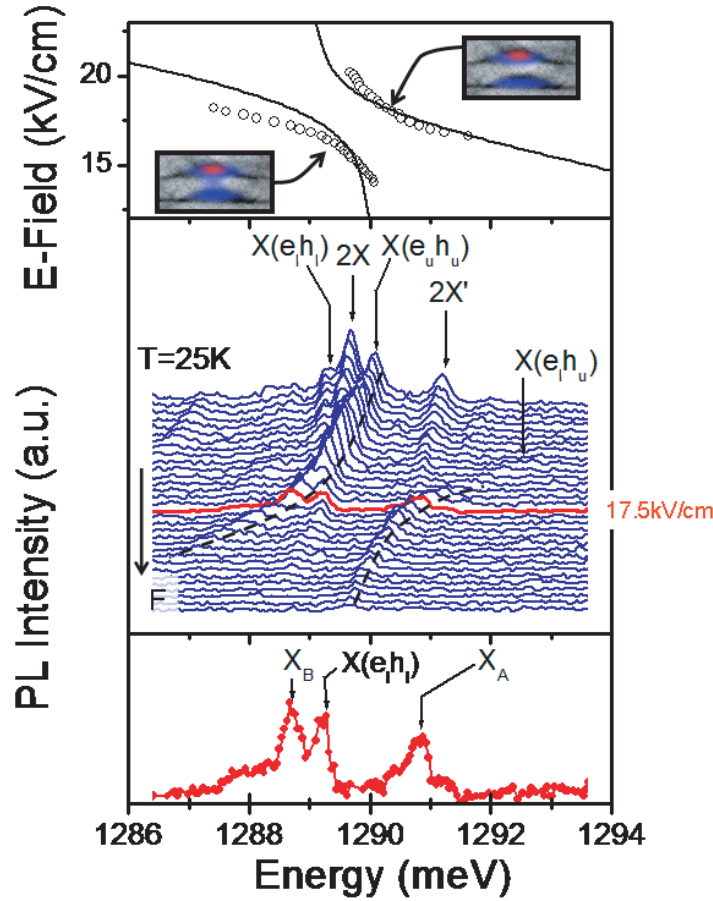 E-Field (kV/cm)
20
15
X(e_l h_l) 2X X(e_u h_u)
2X'
T=25K
X(e_l h_u)
17.5kV/cm
F
PL Intensity (a.u.)
X_B X(e_l h_l) X_A
1286 1288 1290 1292 1294
Energy (meV)